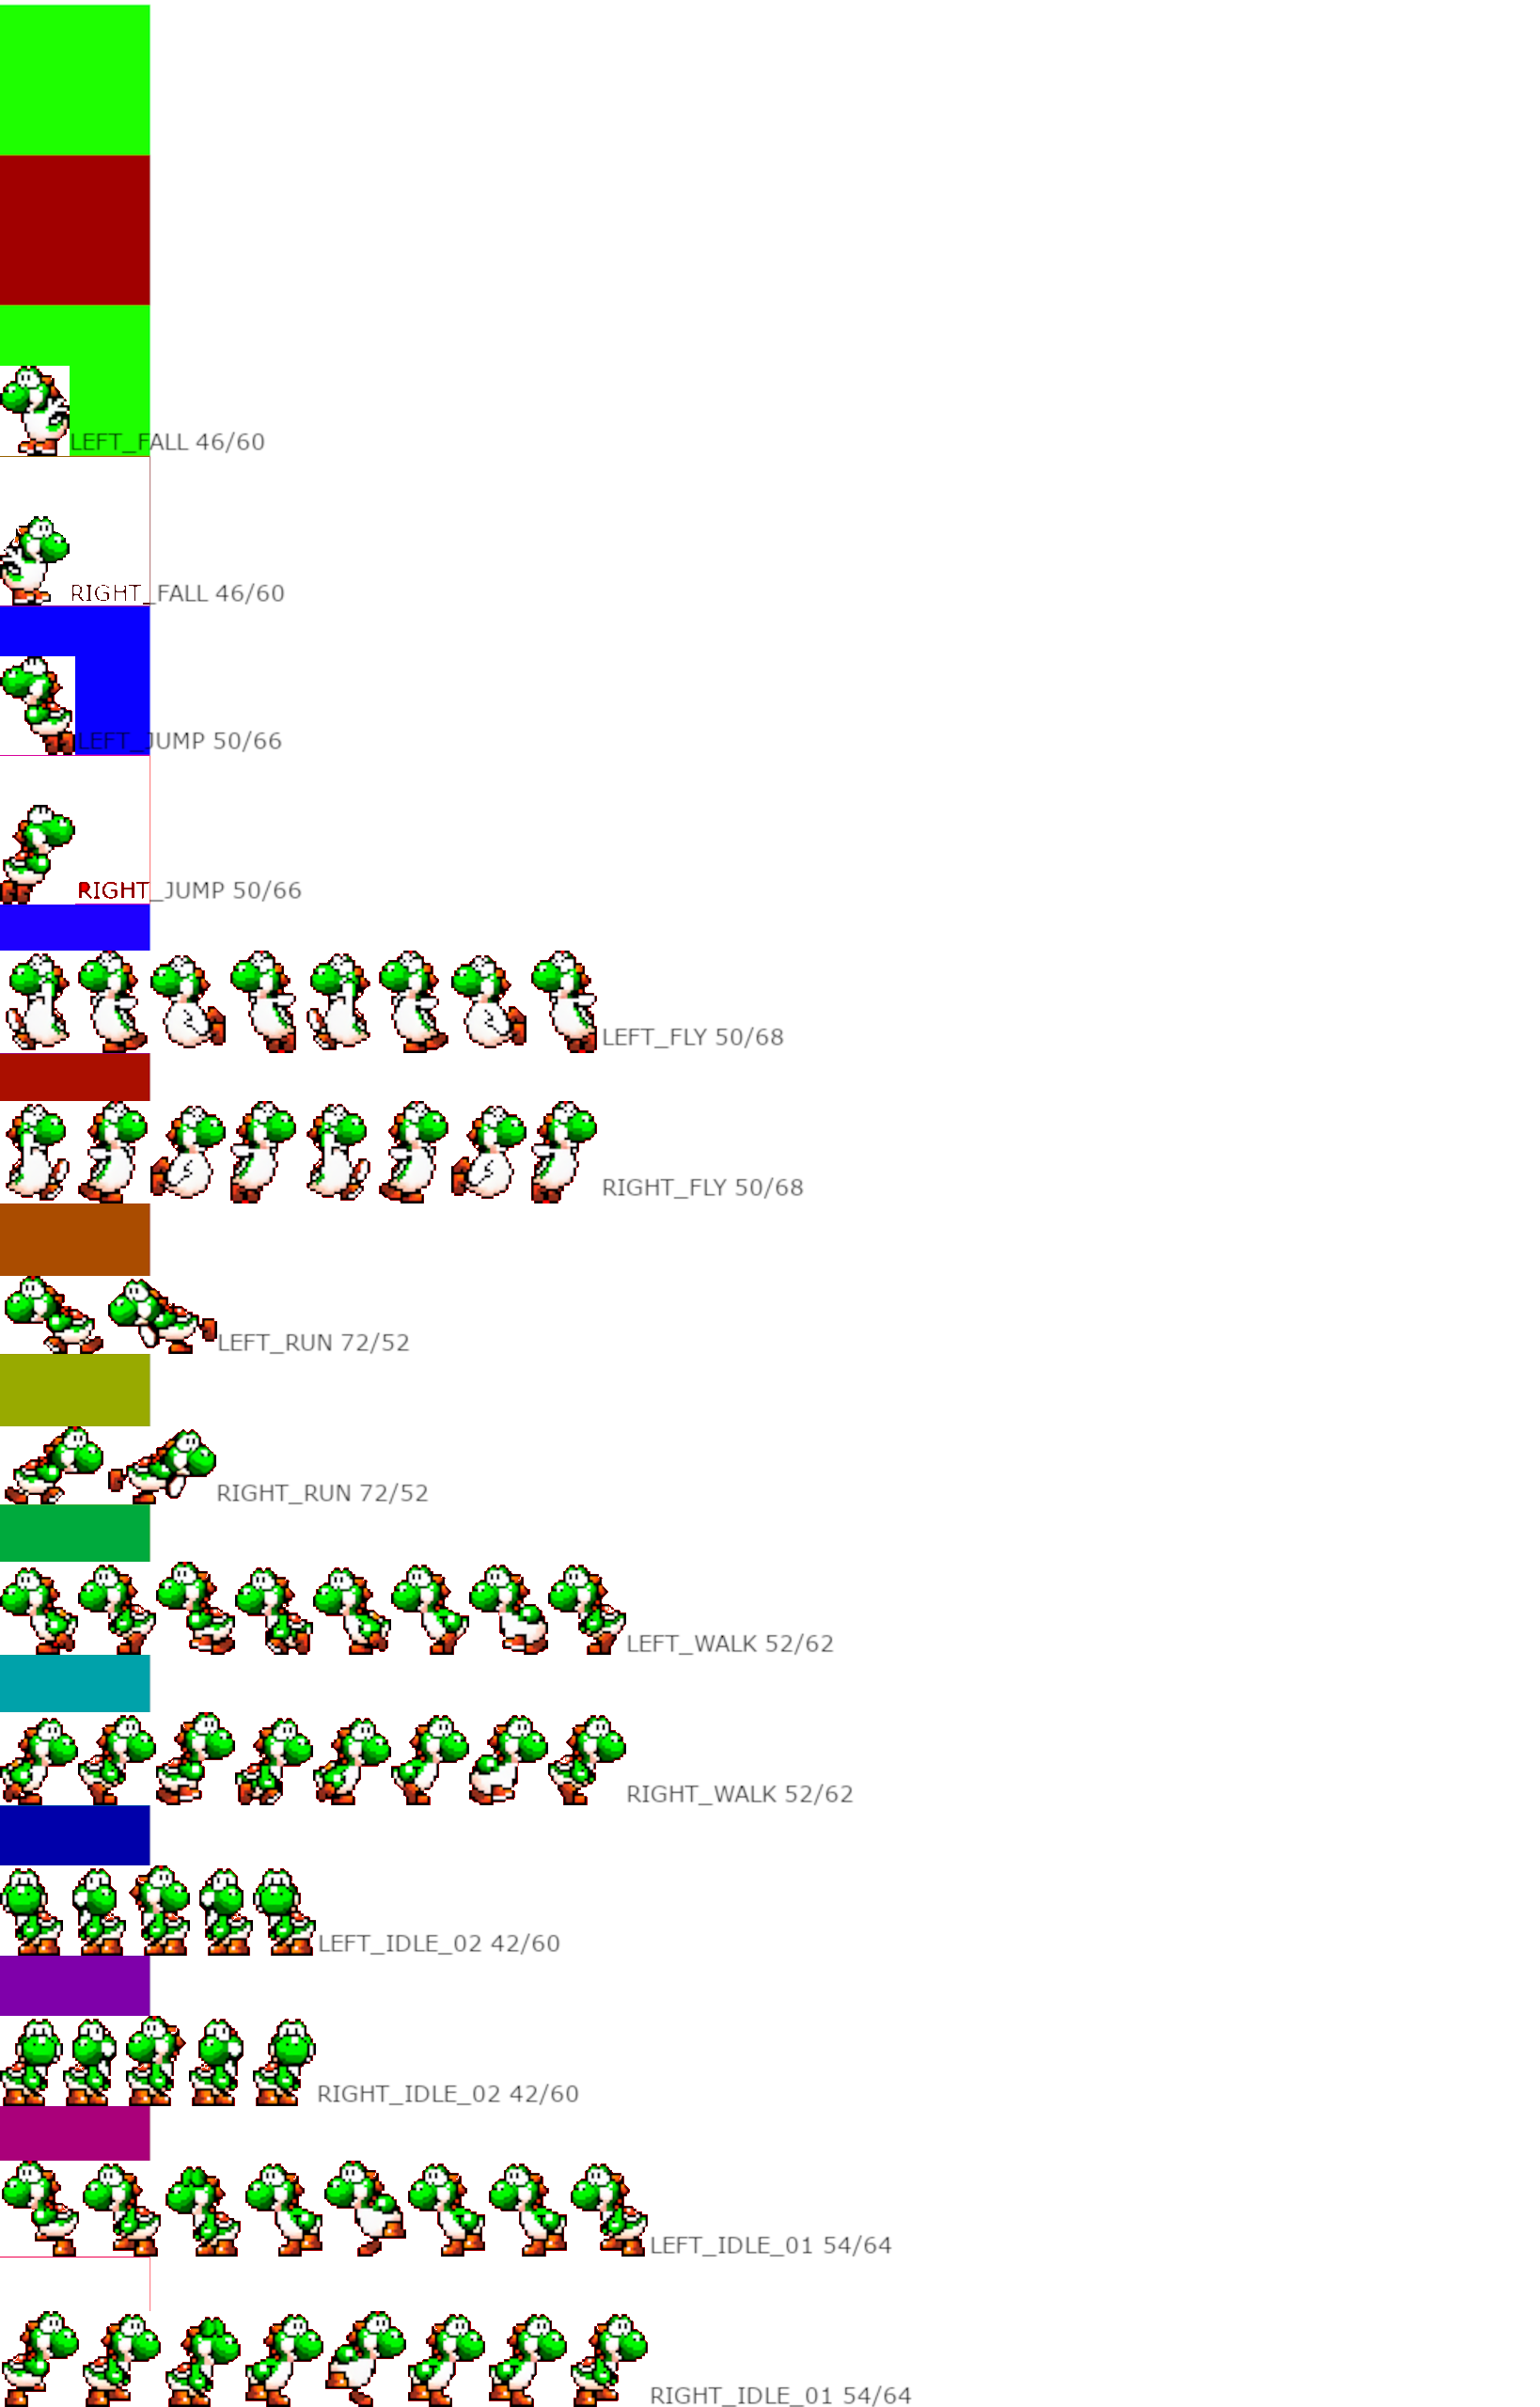 LEFT_FALL 46/60
RIGHT_FALL 46/60
LEFT_JUMP 50/66
RIGHT_JUMP 50/66
LEFT_FLY 50/68
RIGHT_FLY 50/68
LEFT_RUN 72/52
RIGHT_RUN 72/52
LEFT_WALK 52/62
RIGHT_WALK 52/62
LEFT_IDLE_02 42/60
RIGHT_IDLE_02 42/60
LEFT_IDLE_01 54/64
RIGHT_IDLE_01 54/64